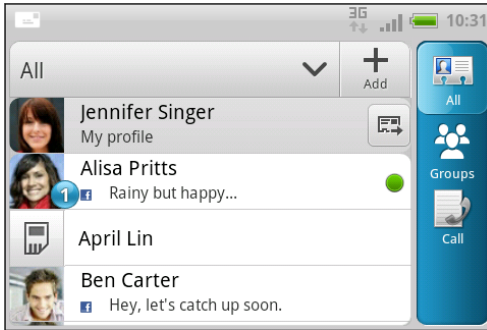 3G
10:31
All
Add
Jennifer Singer
My profile
Alisa Pritts
1
f Rainy but happy...
April Lin
Ben Carter
f Hey, let's catch up soon.
All
Groups
Call